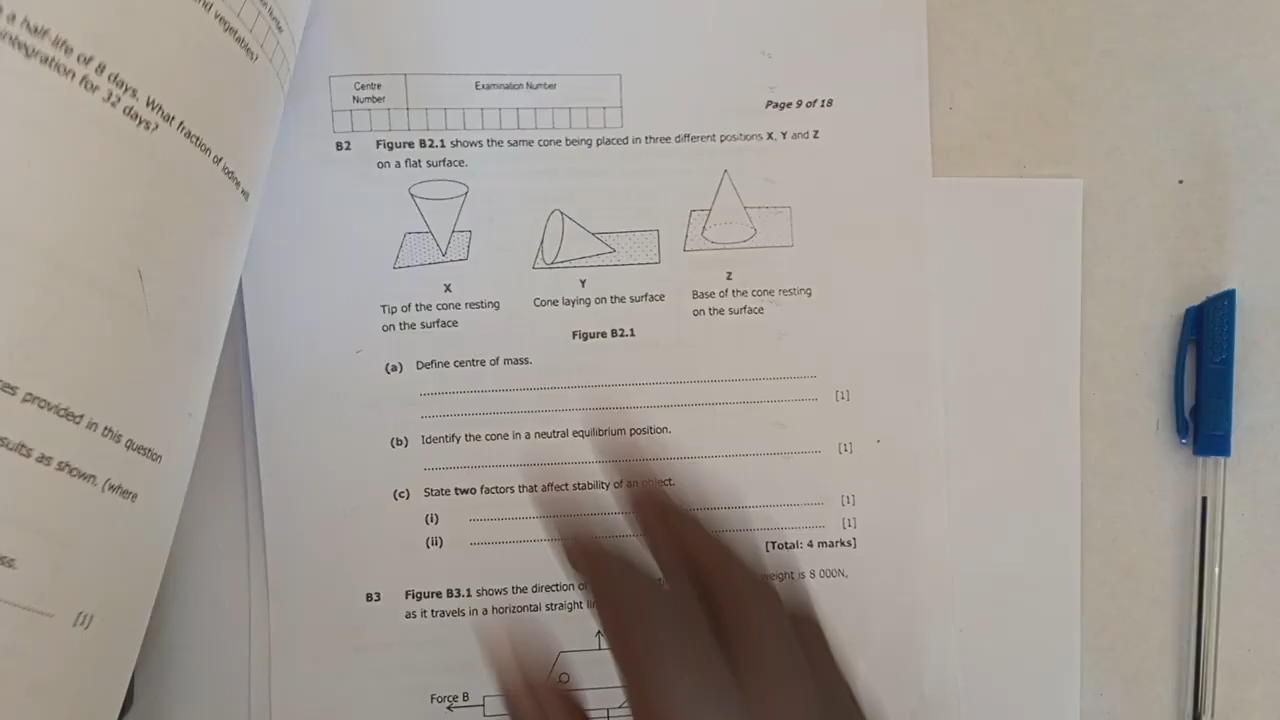 nd vegetables?
a half-life of 8 days. What fraction of iodine will
integration for 32 days?
es provided in this question
sults as shown, (where
ss.
[1]
Centre
Number
Examination Number
Page 9 of 18
B2 Figure B2.1 shows the same cone being placed in three different positions X, Y and Z
on a flat surface.
X
Tip of the cone resting
on the surface
Y
Cone laying on the surface
Z
Base of the cone resting
on the surface
Figure B2.1
(a) Define centre of mass.
[1]
(b) Identify the cone in a neutral equilibrium position.
[1]
(c) State two factors that affect stability of an object.
(i) [1]
(ii) [1]
[Total: 4 marks]
B3 Figure B3.1 shows the direction of weight is 8 000N,
as it travels in a horizontal straight
Force B